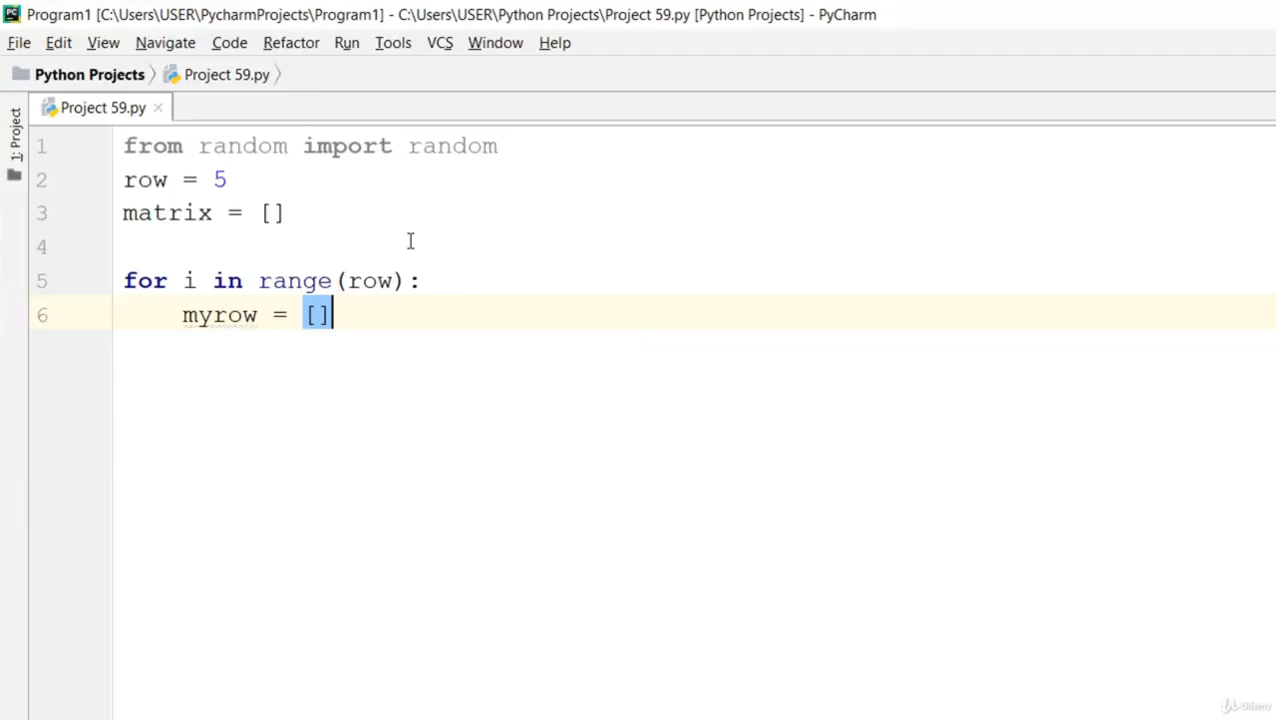 PC Program1 [C:\Users\USER\PycharmProjects\Program1] - C:\Users\USER\Python Projects\Project 59.py [Python Projects] - PyCharm
File Edit View Navigate Code Refactor Run Tools VCS Window Help
Python Projects Project 59.py
1: Project
Project 59.py
1 from random import random
2 row = 5
3 matrix = []
4
5 for i in range(row):
6 myrow = []
Udemy